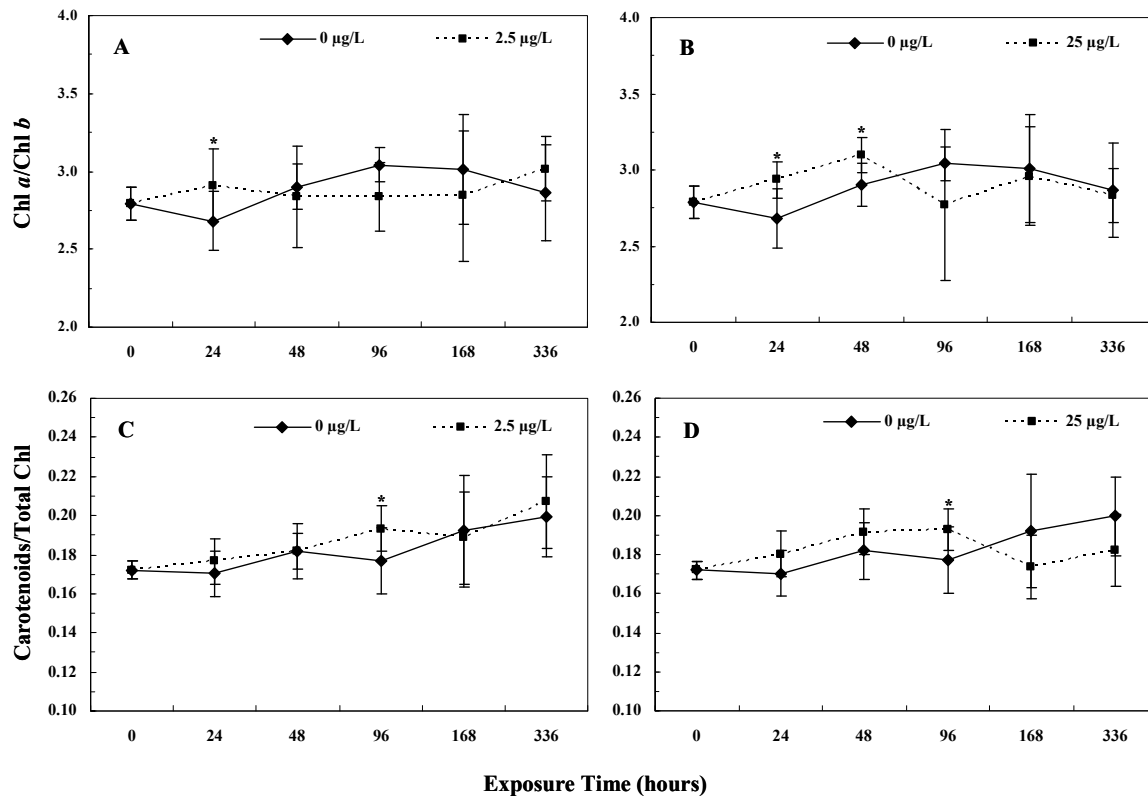 A
0 µg/L
2.5 µg/L
Chl a/Chl b
4.0
3.5
3.0
2.5
2.0
*
0 24 48 96 168 336
B
0 µg/L
25 µg/L
4.0
3.5
3.0
2.5
2.0
*
*
0 24 48 96 168 336
C
0 µg/L
2.5 µg/L
Carotenoids/Total Chl
0.26
0.24
0.22
0.20
0.18
0.16
0.14
0.12
0.10
*
0 24 48 96 168 336
D
0 µg/L
25 µg/L
0.26
0.24
0.22
0.20
0.18
0.16
0.14
0.12
0.10
*
0 24 48 96 168 336
Exposure Time (hours)